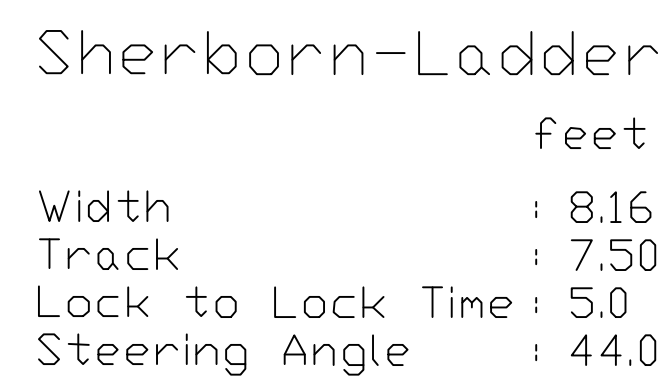 Sherborn-Ladder
feet
Width : 8.16
Track : 7.50
Lock to Lock Time : 5.0
Steering Angle : 44.0